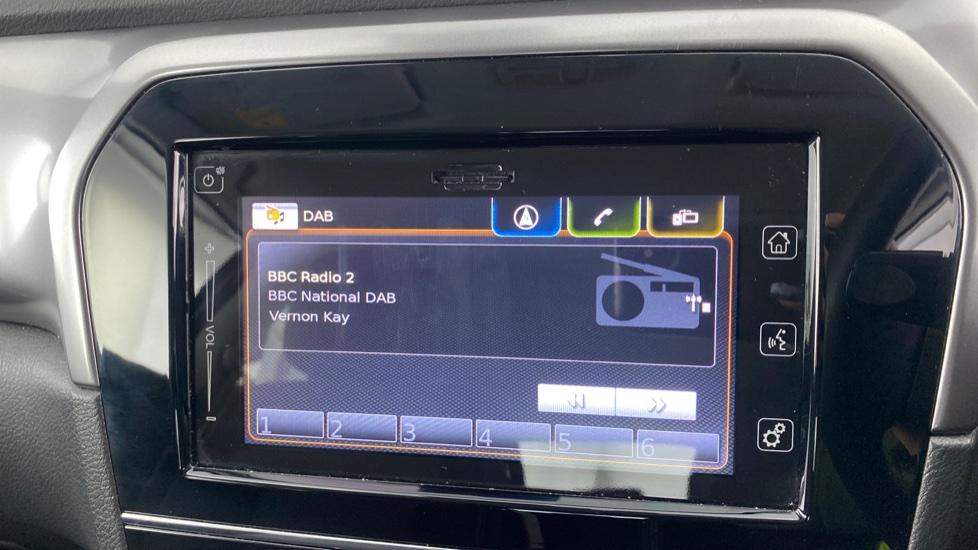 DAB
BBC Radio 2
BBC National DAB
Vernon Kay
VOL
1 2 3 4 5 6